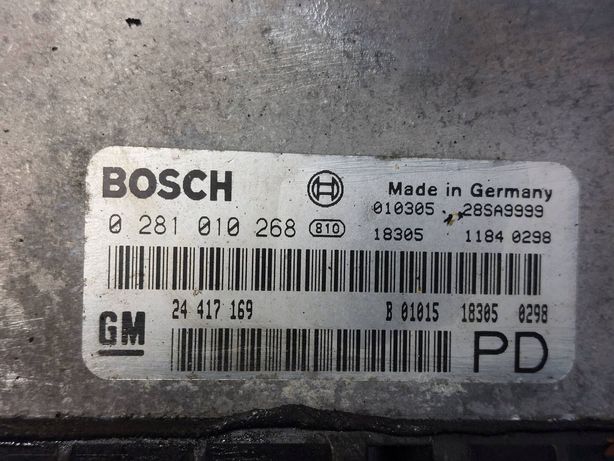 BOSCH
Made in Germany
010305 28SA9999
0 281 010 268 810
18305 1184 0298
24 417 169 B 01015 18305 0298
GM
PD